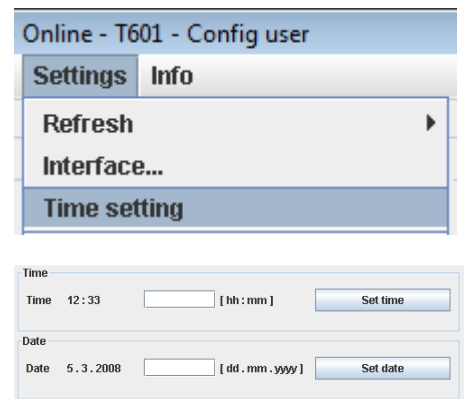 Online - T601 - Config user
Settings Info
Refresh
Interface...
Time setting
Time
Time 12 : 33 [ hh : mm ] Set time
Date
Date 5 . 3 . 2008 [ dd . mm . yyyy ] Set date